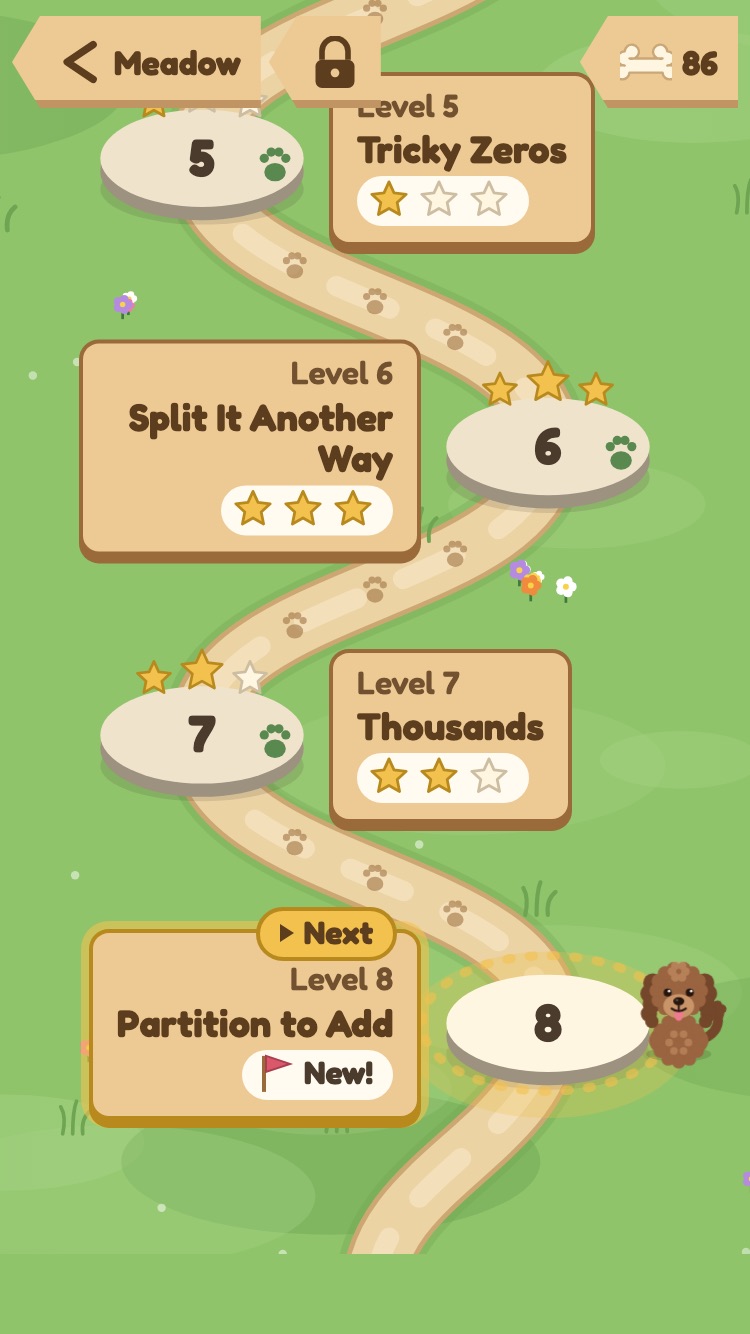 Meadow
86
Level 5
Tricky Zeros
5
Level 6
Split It Another
Way
6
Level 7
Thousands
7
Next
Level 8
Partition to Add
New!
8